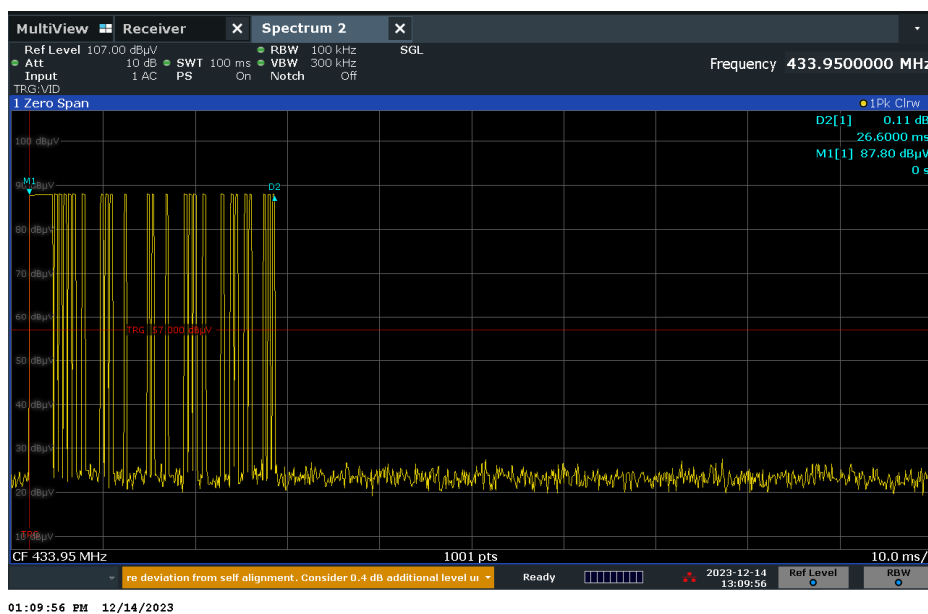 MultiView Receiver X Spectrum 2 X
Ref Level 107.00 dBµV RBW 100 kHz SGL
Att 10 dB SWT 100 ms VBW 300 kHz Frequency 433.9500000 MHz
Input 1 AC PS On Notch Off
TRG:VID
1 Zero Span 1Pk Clrw
D2[1] 0.11 dB
26.6000 ms
M1[1] 87.80 dBµV
0 s
100 dBµV
M1
D2
90 dBµV
80 dBµV
70 dBµV
60 dBµV
TRG 57.000 dBµV
50 dBµV
40 dBµV
30 dBµV
20 dBµV
10 dBµV
TRG
CF 433.95 MHz 1001 pts 10.0 ms/
re deviation from self alignment. Consider 0.4 dB additional level Ready 2023-12-14 Ref Level RBW
13:09:56
01:09:56 PM 12/14/2023